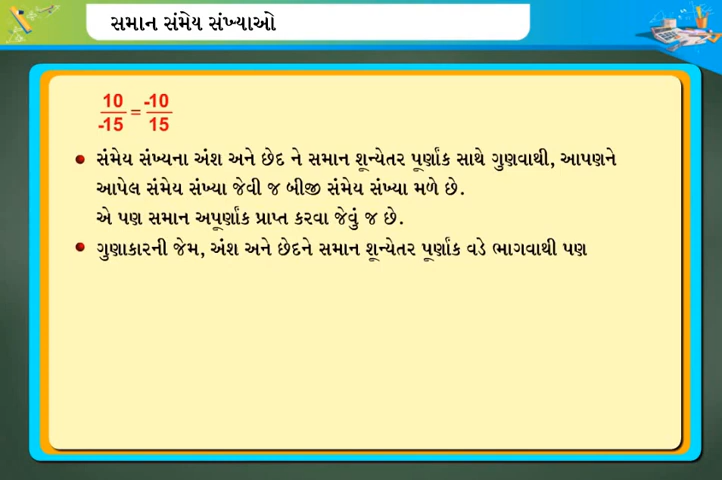 સમાન સંમેય સંખ્યાઓ
10/-15 = -10/15
• સંમેય સંખ્યના અંશ અને છેદ ને સમાન શૂન્યેતર પૂર્ણાંક સાથે ગુણવાથી, આપણને
આપેલ સંમેય સંખ્યા જેવી જ બીજી સંમેય સંખ્યા મળે છે.
એ પણ સમાન અપૂર્ણાંક પ્રાપ્ત કરવા જેવું જ છે.
• ગુણાકારની જેમ, અંશ અને છેદને સમાન શૂન્યેતર પૂર્ણાંક વડે ભાગવાથી પણ